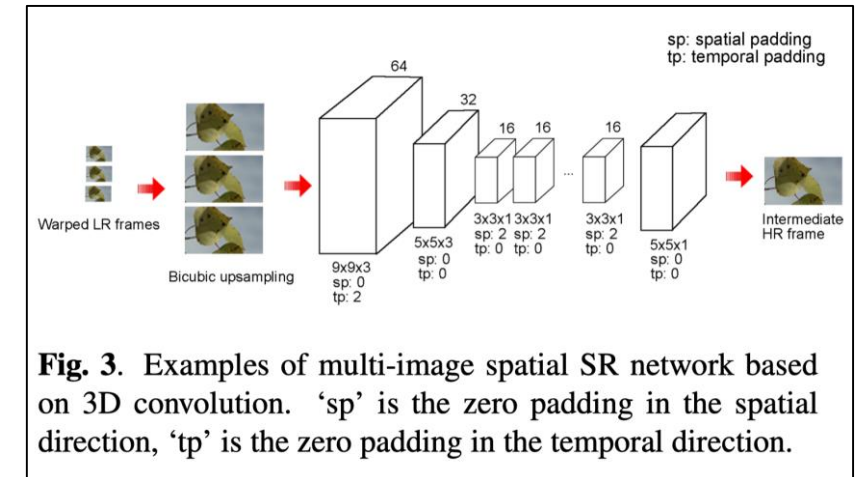 sp: spatial padding
tp: temporal padding
64
32
16
16
...
16
Warped LR frames
Bicubic upsampling
9x9x3
sp: 0
tp: 2
5x5x3
sp: 0
tp: 0
3x3x1
sp: 2
tp: 0
3x3x1
sp: 2
tp: 0
3x3x1
sp: 2
tp: 0
5x5x1
sp: 0
tp: 0
Intermediate
HR frame
Fig. 3. Examples of multi-image spatial SR network based
on 3D convolution. ‘sp’ is the zero padding in the spatial
direction, ‘tp’ is the zero padding in the temporal direction.